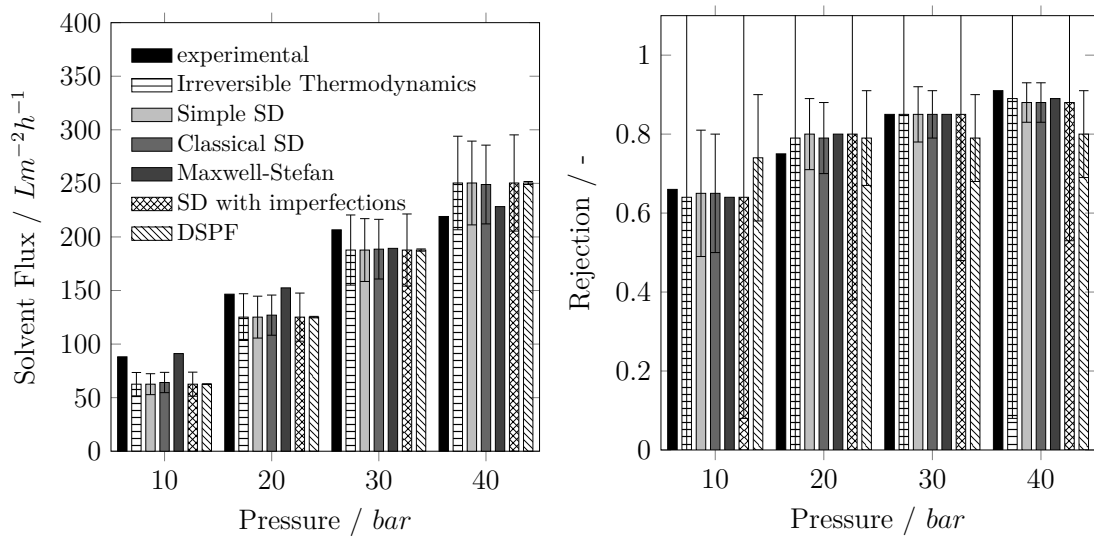 400
350
300
250
200
150
100
50
0
Solvent Flux / Lm⁻²h⁻¹
experimental
Irreversible Thermodynamics
Simple SD
Classical SD
Maxwell-Stefan
SD with imperfections
DSPF
10 20 30 40
Pressure / bar
1
0.8
0.6
0.4
0.2
0
Rejection / -
10 20 30 40
Pressure / bar